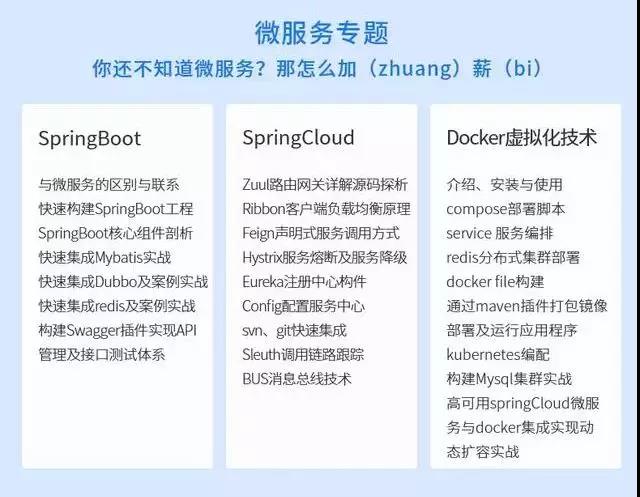 微服务专题
你还不知道微服务？那怎么加（zhuang）薪（bi）
SpringBoot
与微服务的区别与联系
快速构建SpringBoot工程
SpringBoot核心组件剖析
快速集成Mybatis实战
快速集成Dubbo及案例实战
快速集成redis及案例实战
构建Swagger插件实现API
管理及接口测试体系
SpringCloud
Zuul路由网关详解源码探析
Ribbon客户端负载均衡原理
Feign声明式服务调用方式
Hystrix服务熔断及服务降级
Eureka注册中心构件
Config配置服务中心
svn、git快速集成
Sleuth调用链路跟踪
BUS消息总线技术
Docker虚拟化技术
介绍、安装与使用
compose部署脚本
service 服务编排
redis分布式集群部署
docker file构建
通过maven插件打包镜像
部署及运行应用程序
kubernetes编配
构建Mysql集群实战
高可用springCloud微服
务与docker集成实现动
态扩容实战